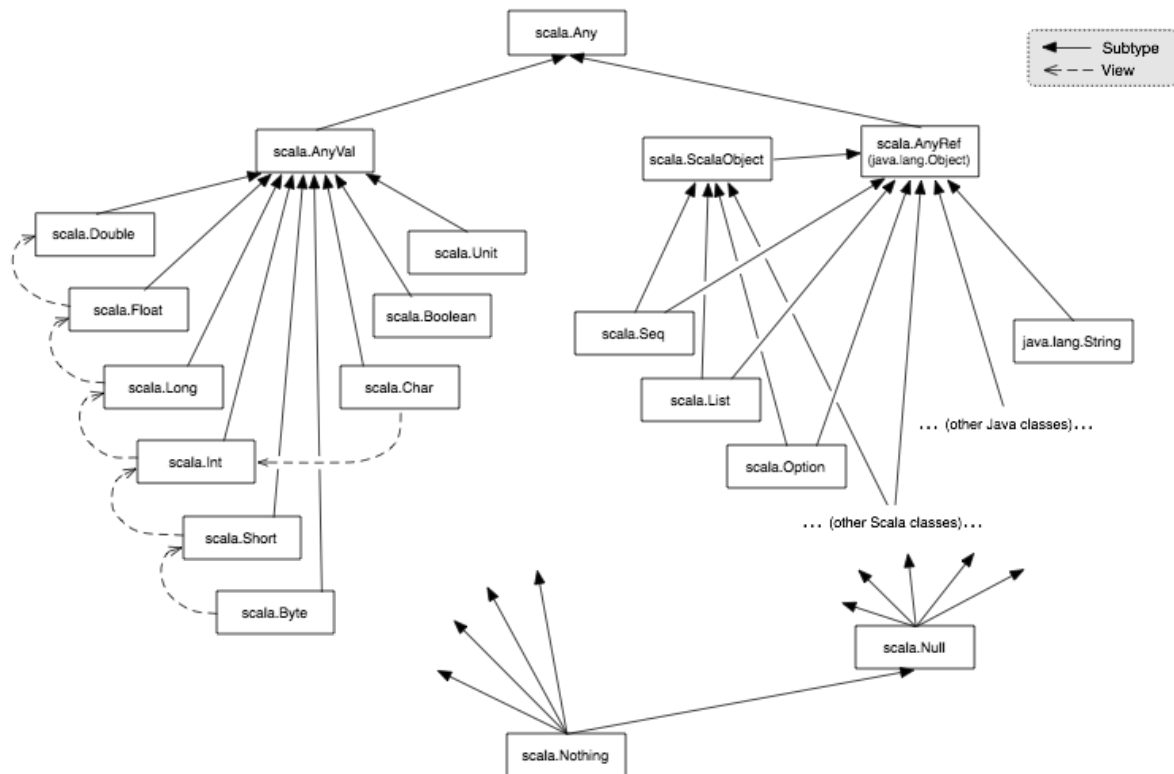 scala.Any
Subtype
View
scala.AnyVal
scala.ScalaObject
scala.AnyRef
(java.lang.Object)
scala.Double
scala.Unit
scala.Float
scala.Boolean
scala.Seq
java.lang.String
scala.Long
scala.Char
scala.List
... (other Java classes)...
scala.Int
scala.Option
... (other Scala classes)...
scala.Short
scala.Byte
scala.Null
scala.Nothing